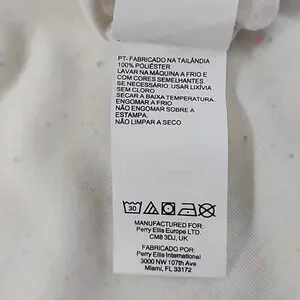 PT- FABRICADO NA TAILÂNDIA
100% POLIÉSTER
LAVAR NA MÁQUINA A FRIO E
COM CORES SEMELHANTES.
SE NECESSÁRIO, USAR LIXÍVIA
SEM CLORO.
SECAR A BAIXA TEMPERATURA.
ENGOMAR A FRIO.
NÃO ENGOMAR SOBRE A
ESTAMPA.
NÃO LIMPAR A SECO.
30
MANUFACTURED FOR:
Perry Ellis Europe LTD.
CM8 3DJ, UK
FABRICADO POR:
Perry Ellis International
3000 NW 107th Ave
Miami, FL 33172